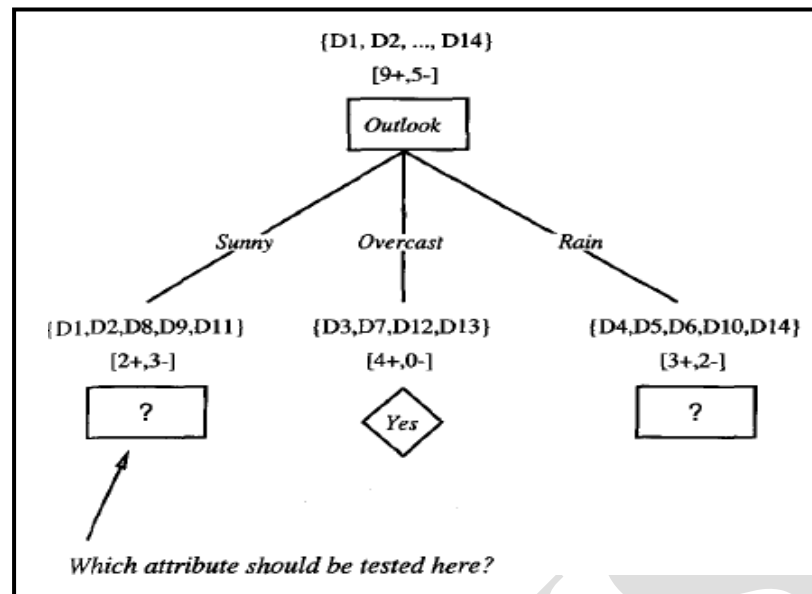 {D1, D2, ..., D14}
[9+,5-]
Outlook
Sunny Overcast Rain
{D1,D2,D8,D9,D11} {D3,D7,D12,D13} {D4,D5,D6,D10,D14}
[2+,3-] [4+,0-] [3+,2-]
? Yes ?
Which attribute should be tested here?